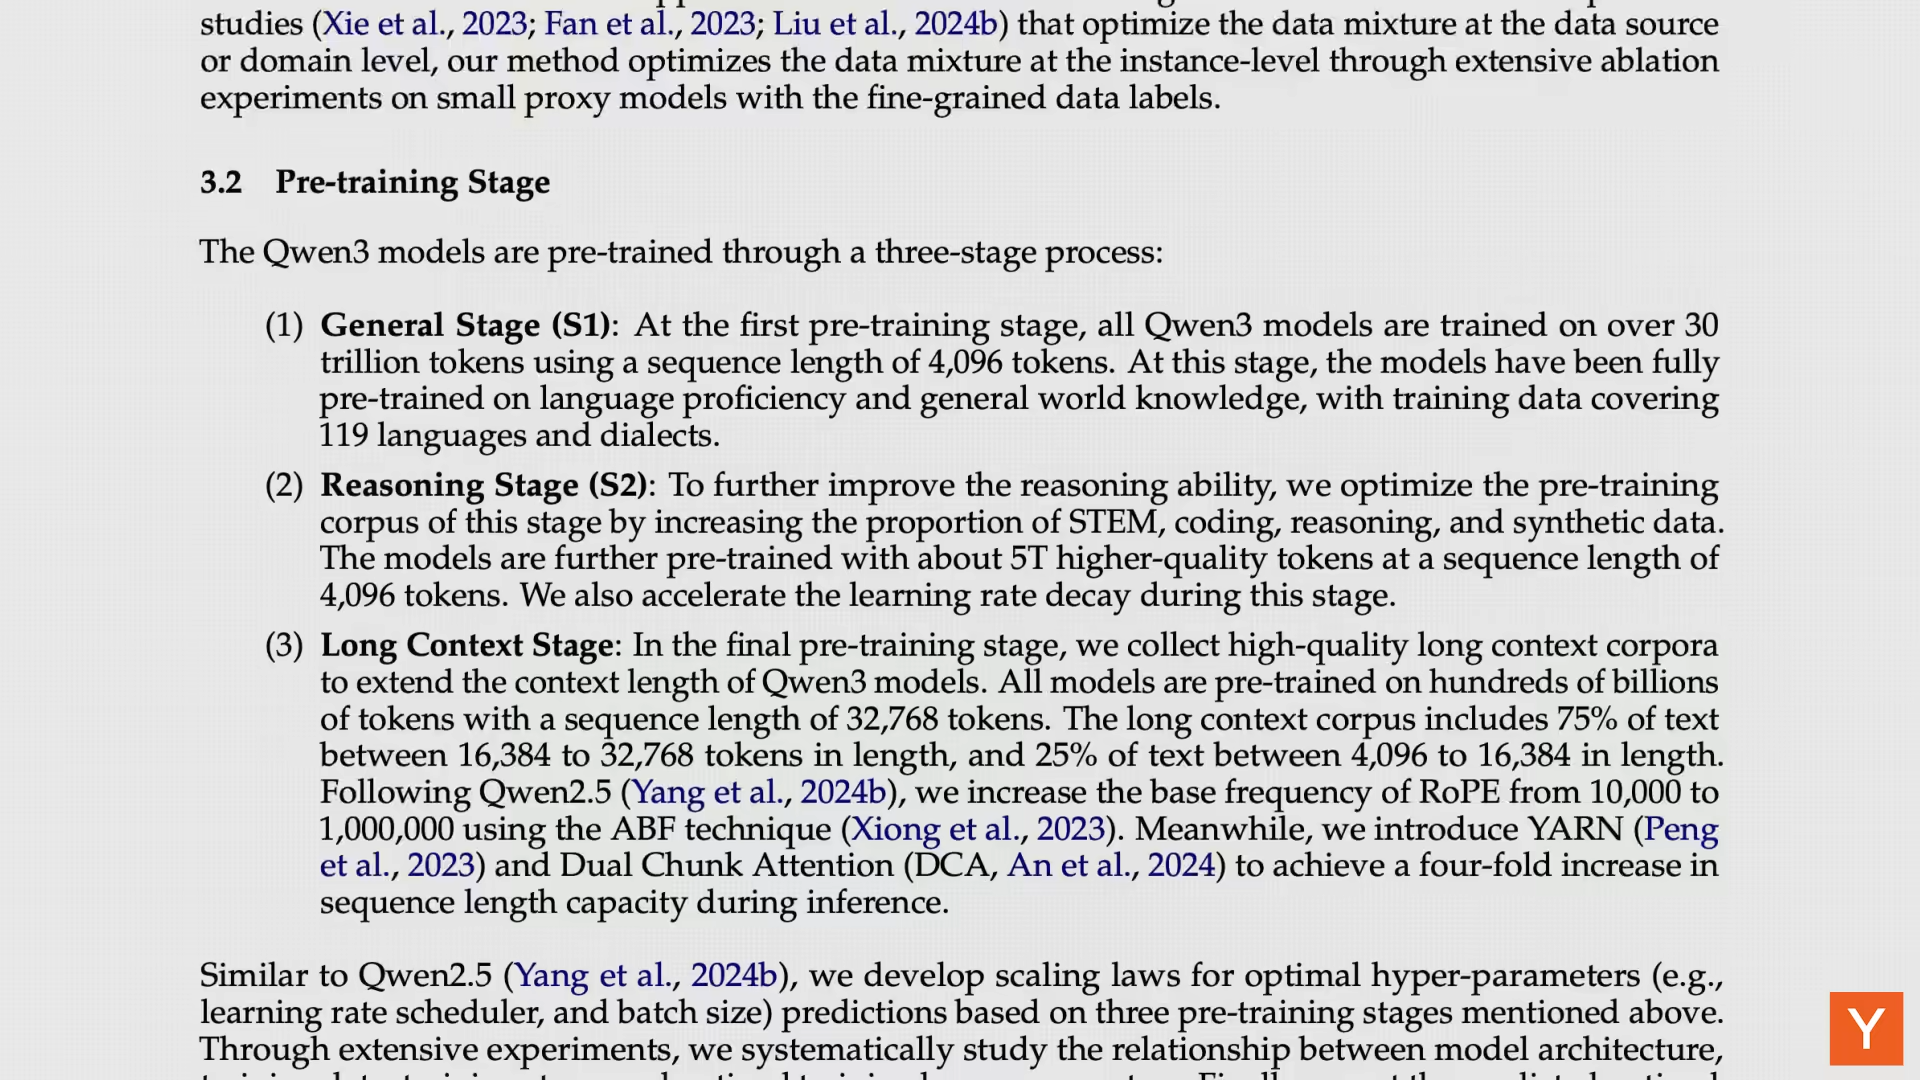 studies (Xie et al., 2023; Fan et al., 2023; Liu et al., 2024b) that optimize the data mixture at the data source
or domain level, our method optimizes the data mixture at the instance-level through extensive ablation
experiments on small proxy models with the fine-grained data labels.
3.2 Pre-training Stage
The Qwen3 models are pre-trained through a three-stage process:
(1) General Stage (S1): At the first pre-training stage, all Qwen3 models are trained on over 30
trillion tokens using a sequence length of 4,096 tokens. At this stage, the models have been fully
pre-trained on language proficiency and general world knowledge, with training data covering
119 languages and dialects.
(2) Reasoning Stage (S2): To further improve the reasoning ability, we optimize the pre-training
corpus of this stage by increasing the proportion of STEM, coding, reasoning, and synthetic data.
The models are further pre-trained with about 5T higher-quality tokens at a sequence length of
4,096 tokens. We also accelerate the learning rate decay during this stage.
(3) Long Context Stage: In the final pre-training stage, we collect high-quality long context corpora
to extend the context length of Qwen3 models. All models are pre-trained on hundreds of billions
of tokens with a sequence length of 32,768 tokens. The long context corpus includes 75% of text
between 16,384 to 32,768 tokens in length, and 25% of text between 4,096 to 16,384 in length.
Following Qwen2.5 (Yang et al., 2024b), we increase the base frequency of RoPE from 10,000 to
1,000,000 using the ABF technique (Xiong et al., 2023). Meanwhile, we introduce YARN (Peng
et al., 2023) and Dual Chunk Attention (DCA, An et al., 2024) to achieve a four-fold increase in
sequence length capacity during inference.
Similar to Qwen2.5 (Yang et al., 2024b), we develop scaling laws for optimal hyper-parameters (e.g.,
learning rate scheduler, and batch size) predictions based on three pre-training stages mentioned above.
Through extensive experiments, we systematically study the relationship between model architecture,
Y